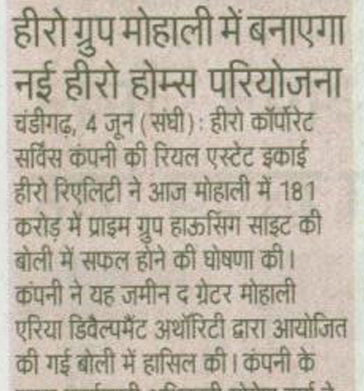 हीरो ग्रुप मोहाली में बनाएगा
नई हीरो होम्स परियोजना
चंडीगढ़, 4 जून (संघी) : हीरो कॉर्पोरेट
सर्विस कंपनी की रियल एस्टेट इकाई
हीरो रिएलिटी ने आज मोहाली में 181
करोड़ में प्राइम ग्रुप हाऊसिंग साइट की
बोली में सफल होने की घोषणा की।
कंपनी ने यह जमीन द ग्रेटर मोहाली
एरिया डिवैल्पमैंट अथॉरिटी द्वारा आयोजित
की गई बोली में हासिल की। कंपनी के